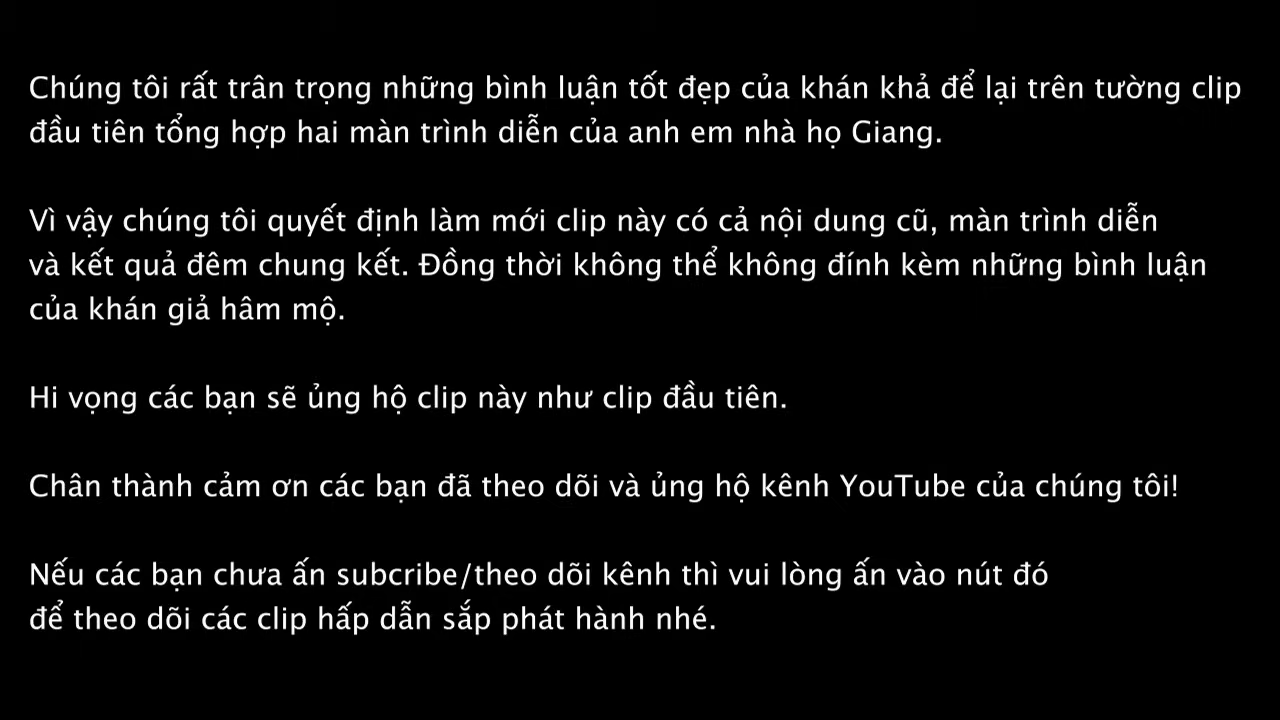 Chúng tôi rất trân trọng những bình luận tốt đẹp của khán khả để lại trên tường clip
đầu tiên tổng hợp hai màn trình diễn của anh em nhà họ Giang.
Vì vậy chúng tôi quyết định làm mới clip này có cả nội dung cũ, màn trình diễn
và kết quả đêm chung kết. Đồng thời không thể không đính kèm những bình luận
của khán giả hâm mộ.
Hi vọng các bạn sẽ ủng hộ clip này như clip đầu tiên.
Chân thành cảm ơn các bạn đã theo dõi và ủng hộ kênh YouTube của chúng tôi!
Nếu các bạn chưa ấn subcribe/theo dõi kênh thì vui lòng ấn vào nút đó
để theo dõi các clip hấp dẫn sắp phát hành nhé.